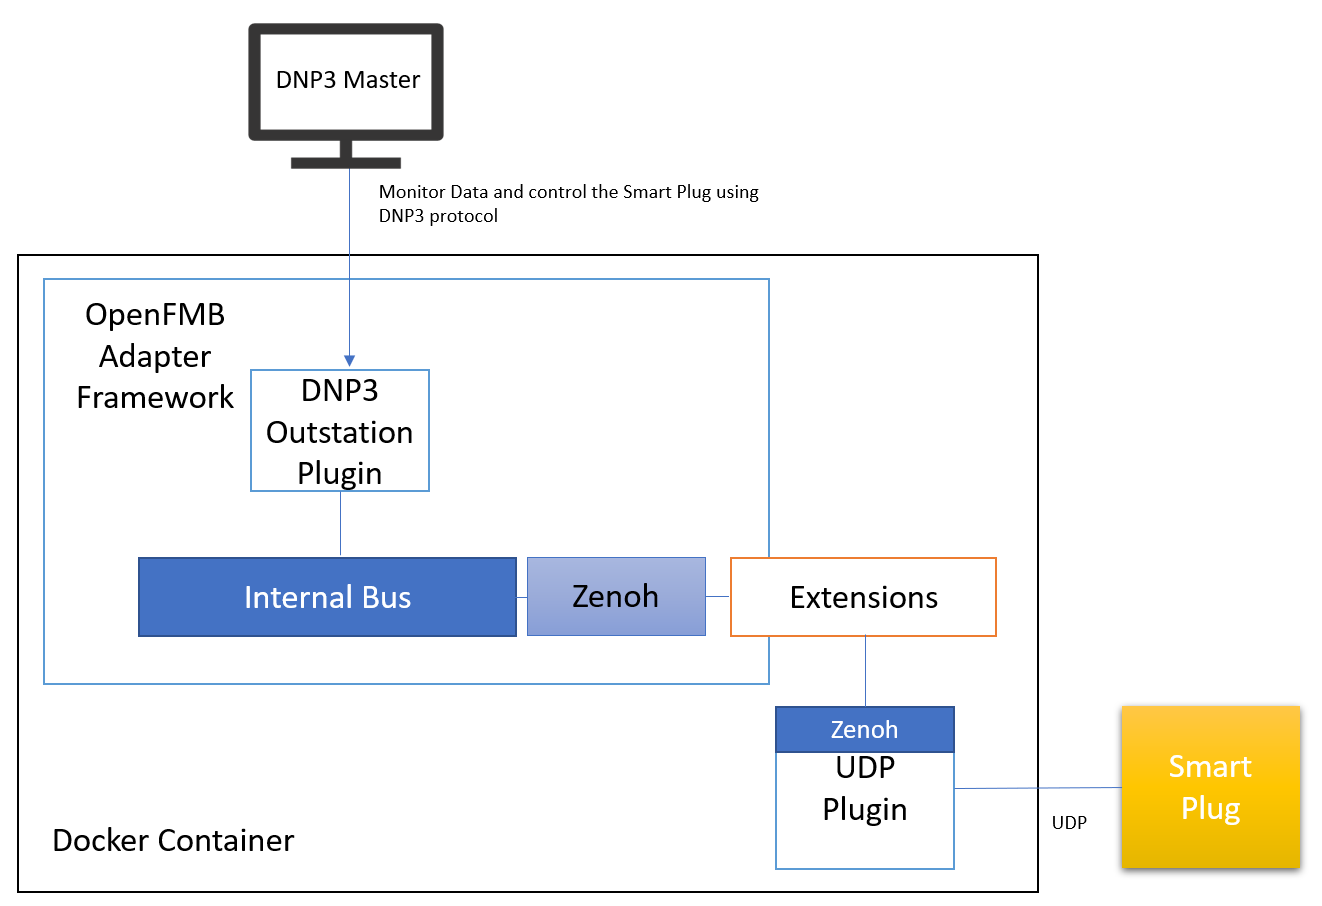 DNP3 Master
Monitor Data and control the Smart Plug using
DNP3 protocol
OpenFMB
Adapter
Framework
DNP3
Outstation
Plugin
Internal Bus
Zenoh
Extensions
Zenoh
UDP
Plugin
Smart
Plug
UDP
Docker Container